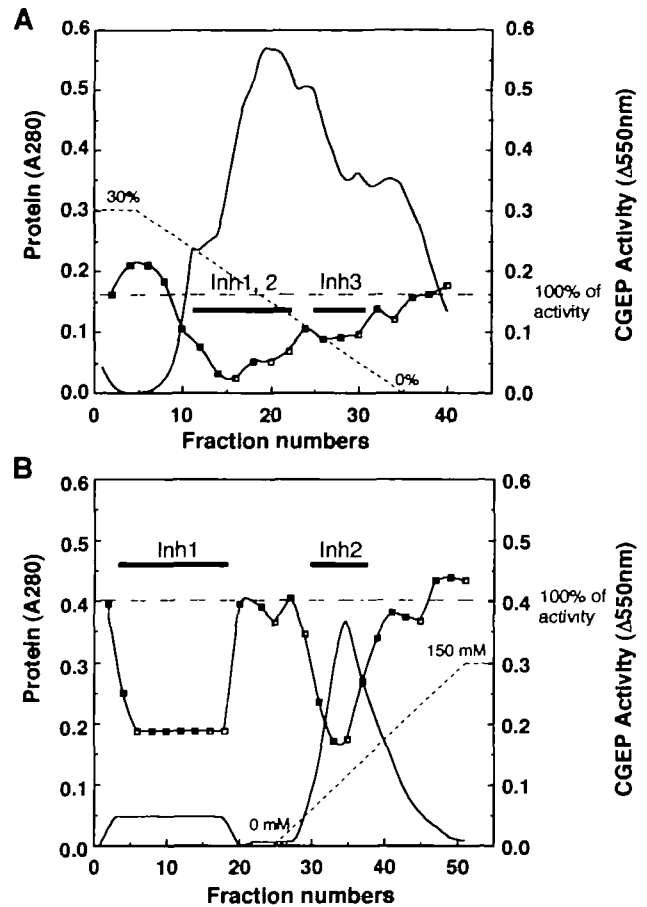 A
Protein (A280)
0.6
0.5
0.4
0.3
0.2
0.1
0.0
30%
Inh1, 2
Inh3
0%
0.6
0.5
0.4
0.3
0.2
0.1
0.0
100% of
activity
CGEP Activity (Δ550nm)
0 10 20 30 40
Fraction numbers
B
Protein (A280)
0.6
0.5
0.4
0.3
0.2
0.1
0.0
Inh1
Inh2
150 mM
0 mM
0.6
0.5
0.4
0.3
0.2
0.1
0.0
100% of
activity
CGEP Activity (Δ550nm)
0 10 20 30 40 50
Fraction numbers